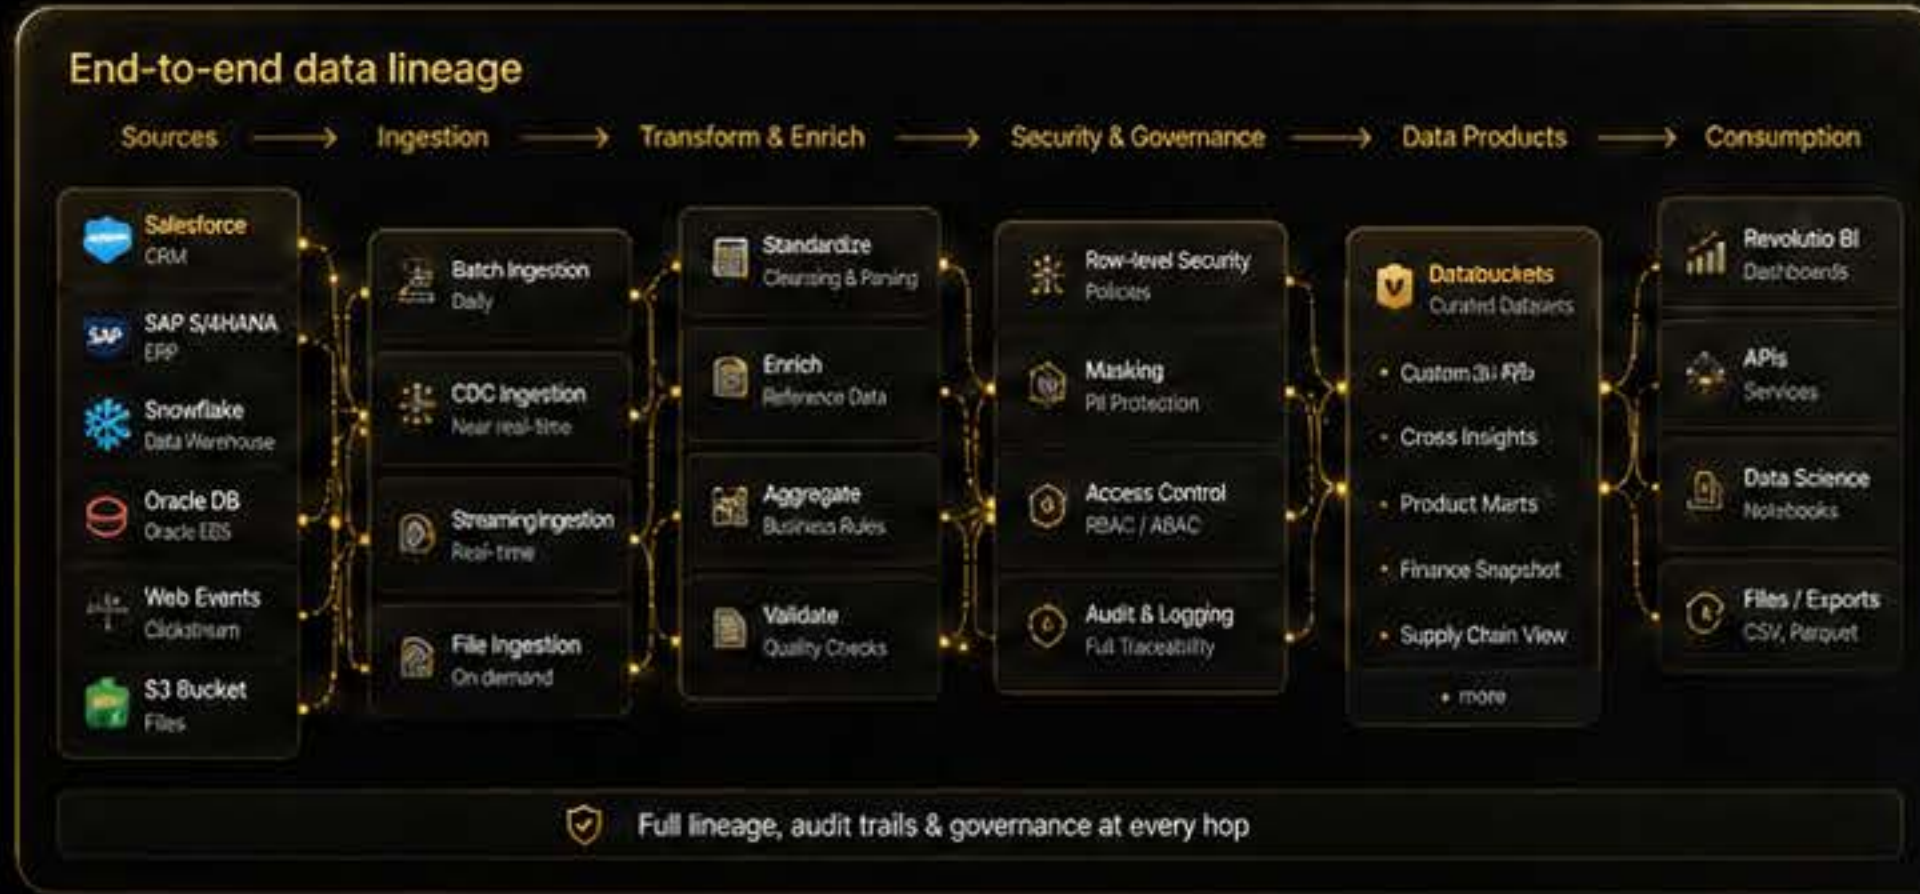 End-to-end data lineage
Sources
Ingestion
Transform & Enrich
Security & Governance
Data Products
Consumption
Salesforce
CRM
SAP S/4HANA
ERP
Snowflake
Data Warehouse
Oracle DB
Oracle EBS
Web Events
Clickstream
S3 Bucket
Files
Batch Ingestion
Daily
CDC Ingestion
Near real-time
Streaming Ingestion
Real-time
File Ingestion
On demand
Standardize
Cleansing & Parsing
Enrich
Reference Data
Aggregate
Business Rules
Validate
Quality Checks
Row-level Security
Policies
Masking
PII Protection
Access Control
RBAC / ABAC
Audit & Logging
Full Traceability
Databuckets
Curated Datasets
• Cross Insights
• Product Marts
• Finance Snapshot
• Supply Chain View
• more
Revolutio BI
Dashboards
APIs
Services
Data Science
Notebooks
Files / Exports
CSV, Parquet
Full lineage, audit trails & governance at every hop